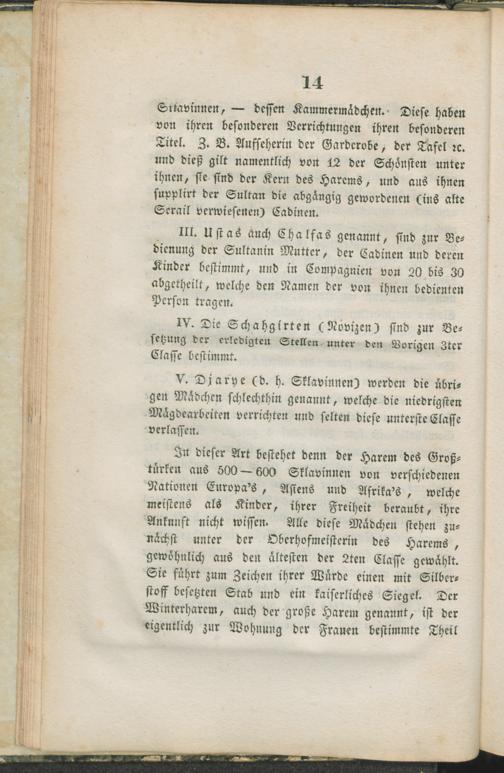 14
Sclavinnen, — dessen Kammermädchen. Diese haben
von ihren besonderen Verrichtungen ihren besonderen
Titel. Z. B. Aufseherin der Garderobe, der Tafel ꝛc.
und dieß gilt namentlich von 12 der Schönsten unter
ihnen, sie sind der Kern des Harems, und aus ihnen
supplirt der Sultan die abgängig gewordenen (ins alte
Serail verwiesenen) Cadinen.
III. Ustas auch Chalfas genannt, sind zur Be-
dienung der Sultanin Mutter, der Cadinen und deren
Kinder bestimmt, und in Compagnien von 20 bis 30
abgetheilt, welche den Namen der von ihnen bedienten
Person tragen.
IV. Die Schahgirten (Novizen) sind zur Be-
setzung der erledigten Stellen unter den Vorigen 3ter
Classe bestimmt.
V. Djarye (d. h. Sklavinnen) werden die übri-
gen Mädchen schlechthin genannt, welche die niedrigsten
Mägdearbeiten verrichten und selten diese unterste Classe
verlassen.
In dieser Art bestehet denn der Harem des Groß-
türken aus 500 — 600 Sklavinnen von verschiedenen
Nationen Europa's, Asiens und Afrika's, welche
meistens als Kinder, ihrer Freiheit beraubt, ihre
Ankunft nicht wissen. Alle diese Mädchen stehen zu-
nächst unter der Oberhofmeisterin des Harems,
gewöhnlich aus den ältesten der 2ten Classe gewählt.
Sie führt zum Zeichen ihrer Würde einen mit Silber-
stoff besetzten Stab und ein kaiserliches Siegel. Der
Winterharem, auch der große Harem genannt, ist der
eigentlich zur Wohnung der Frauen bestimmte Theil